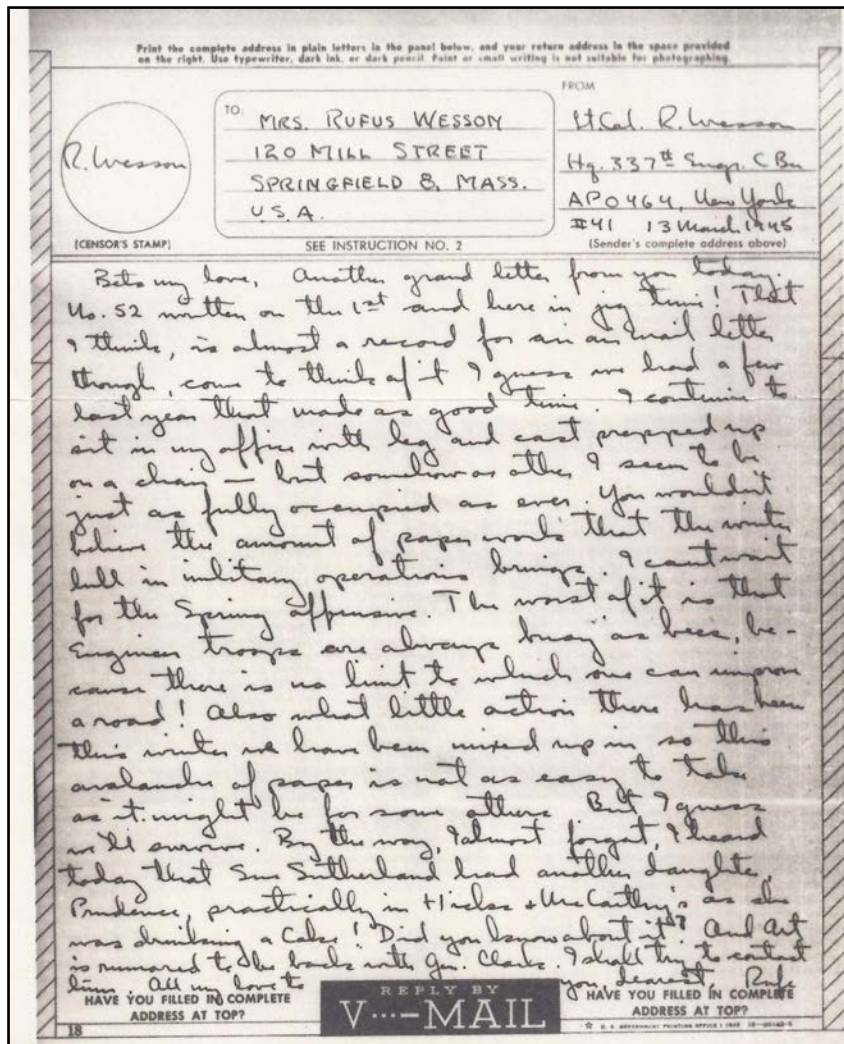 Print the complete address in plain letters in the panel below, and your return address in the space provided
on the right. Use typewriter, dark ink, or dark pencil. Faint or small writing is not suitable for photographing.
R. Wesson
(CENSOR'S STAMP)
TO:
MRS. RUFUS WESSON
120 MILL STREET
SPRINGFIELD 8, MASS.
U.S.A.
SEE INSTRUCTION NO. 2
FROM
Lt Col. R. Wesson
Hq. 337th Engr. C Bn
APO 464, New York
#41 13 March 1945
(Sender's complete address above)
Bets my love, Another grand letter from you today.
No. 52 written on the 1st and here in jig time! That
I think, is almost a record for an air mail letter
though, come to think of it I guess we had a few
last year that made as good time. I continue to
sit in my office with leg and cast propped up
on a chair — but somehow or other I seem to be
just as fully occupied as ever. You wouldn't
believe the amount of paper work that the winter
lull in military operations brings. I can't wait
for the Spring offensive. The worst of it is that
Engineer troops are always busy as bees, be-
cause there is no limit to which one can improve
a road! Also what little action there has been
this winter we have been mixed up in so this
avalanche of paper is not as easy to take
as it might be for some others But I guess
we'll survive. By the way, I almost forgot, I heard
today that Sue Sutherland had another daughter,
Prudence, practically in Hicks & McCarthy's as she
was drinking a Coke! Did you know about it? And Art
is rumored to be back with Gen. Clark. I shall try to contact
him. All my love to you, dearest, Rufe
HAVE YOU FILLED IN COMPLETE
ADDRESS AT TOP?
REPLY BY
V···—MAIL
HAVE YOU FILLED IN COMPLETE
ADDRESS AT TOP?
18
☆ U. S. GOVERNMENT PRINTING OFFICE